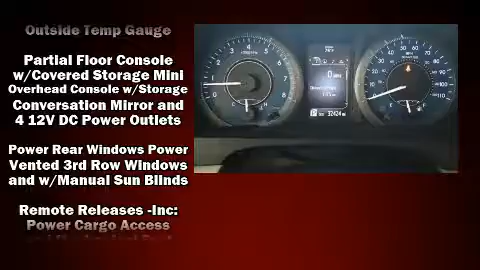 Outside Temp Gauge
Partial Floor Console
w/Covered Storage Mini
Overhead Console w/Storage
Conversation Mirror and
4 12V DC Power Outlets
Power Rear Windows Power
Vented 3rd Row Windows
and w/Manual Sun Blinds
Remote Releases -Inc:
Power Cargo Access
32424